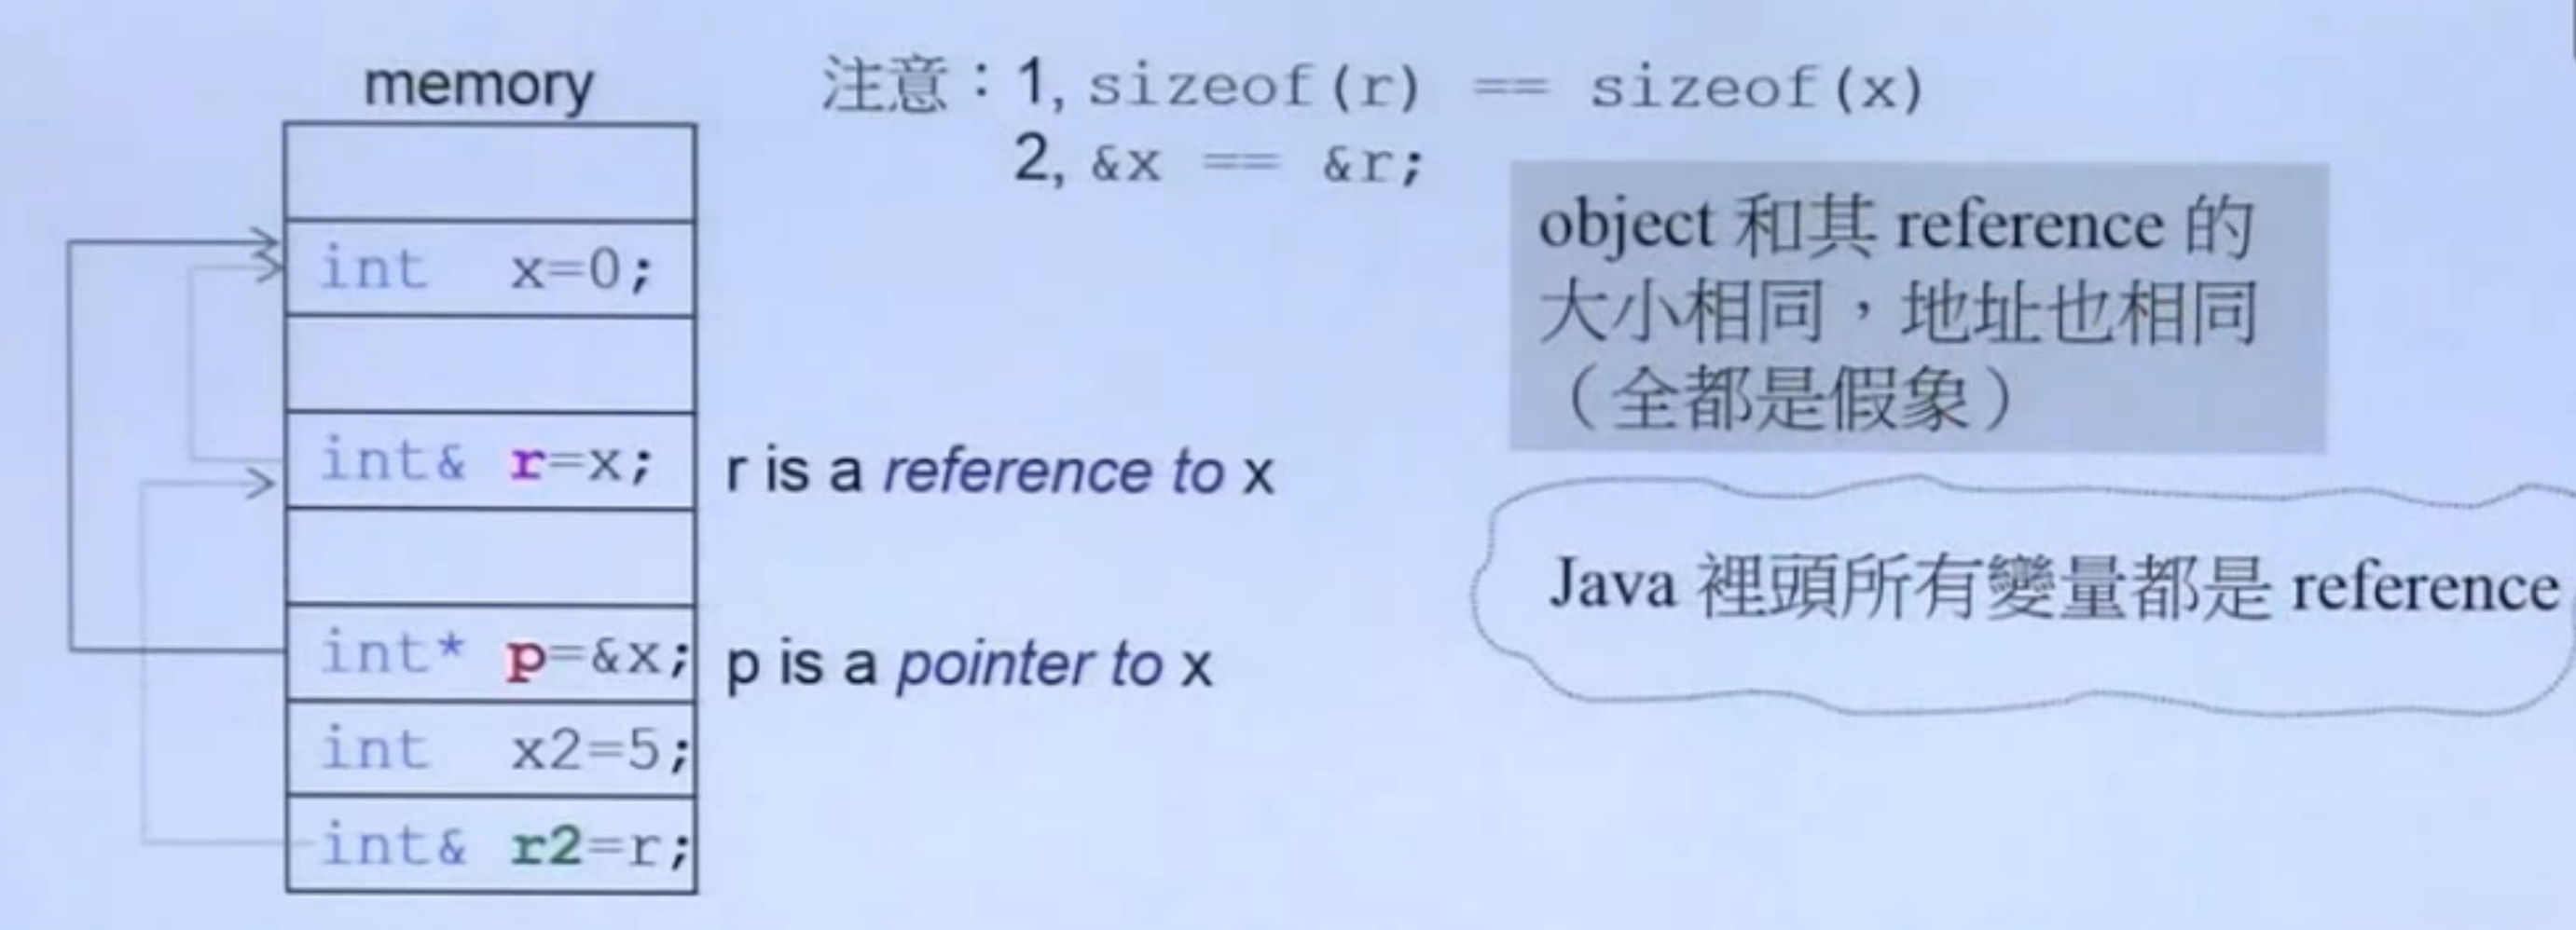 memory
注意：1, sizeof(r) == sizeof(x)
2, &x == &r;
object 和其 reference 的
大小相同，地址也相同
（全都是假象）
int x=0;
int& r=x;
r is a reference to x
Java 裡頭所有變量都是 reference
int* p=&x;
p is a pointer to x
int x2=5;
int& r2=r;